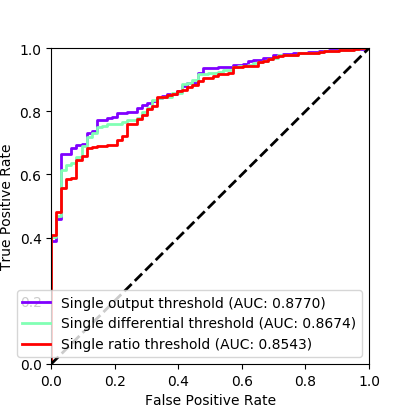 1.0
0.8
0.6
0.4
0.2
0.0
True Positive Rate
Single output threshold (AUC: 0.8770)
Single differential threshold (AUC: 0.8674)
Single ratio threshold (AUC: 0.8543)
0.0 0.2 0.4 0.6 0.8 1.0
False Positive Rate